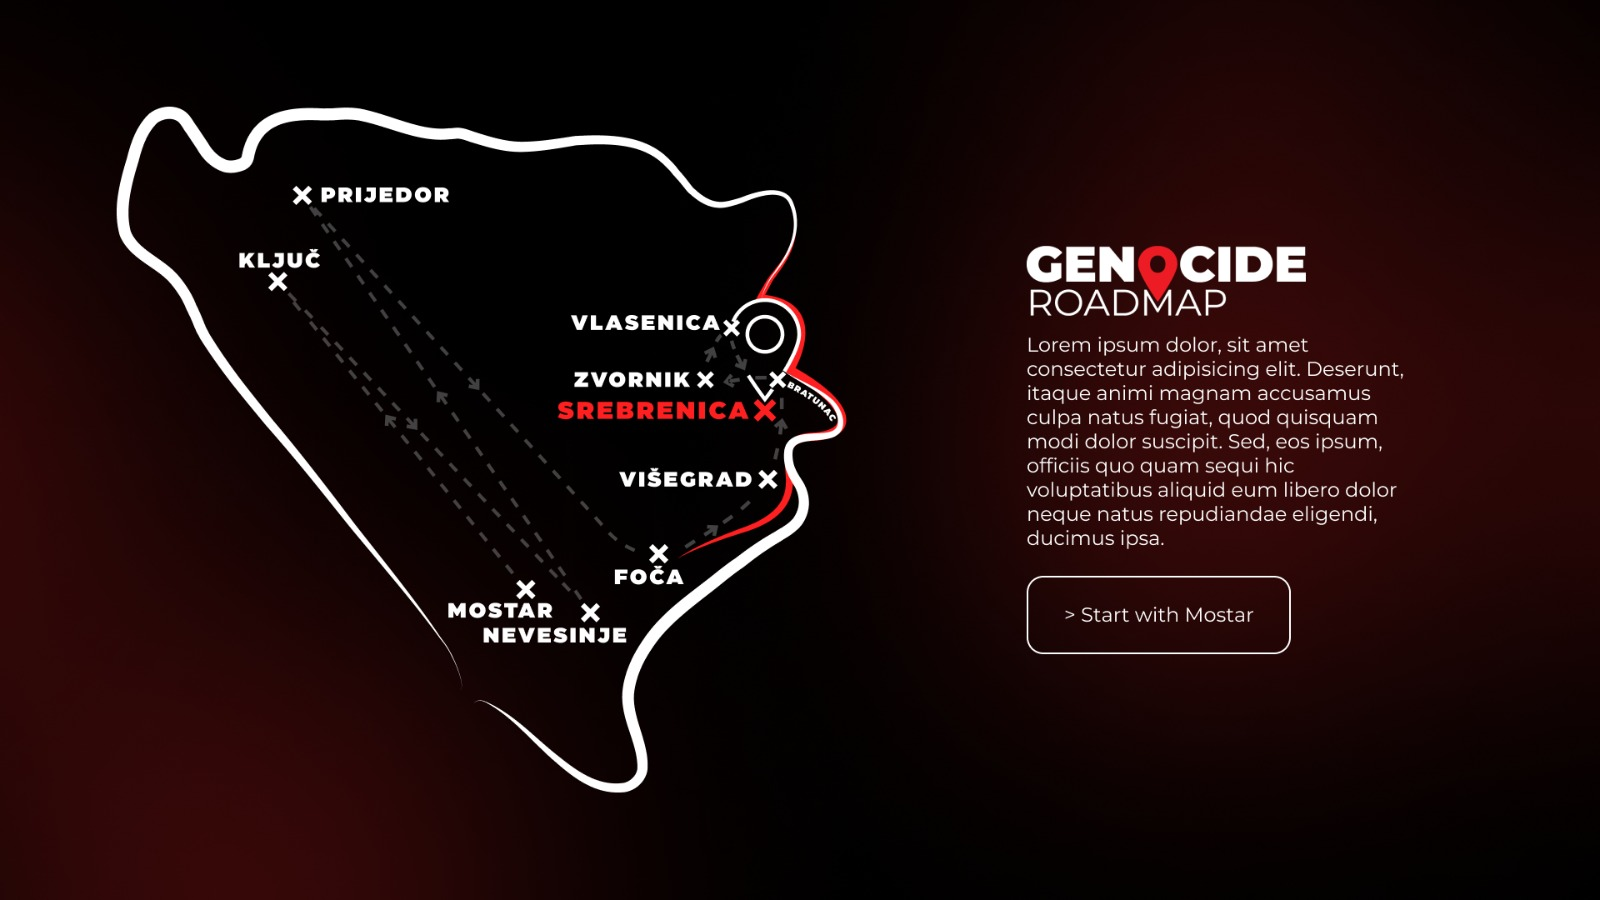 PRIJEDOR
KLJUČ
VLASENICA
ZVORNIK
BRATUNAC
SREBRENICA
VIŠEGRAD
FOČA
MOSTAR
NEVESINJE
GENOCIDE
ROADMAP
Lorem ipsum dolor, sit amet
consectetur adipisicing elit. Deserunt,
itaque animi magnam accusamus
culpa natus fugiat, quod quisquam
modi dolor suscipit. Sed, eos ipsum,
officiis quo quam sequi hic
voluptatibus aliquid eum libero dolor
neque natus repudiandae eligendi,
ducimus ipsa.
> Start with Mostar